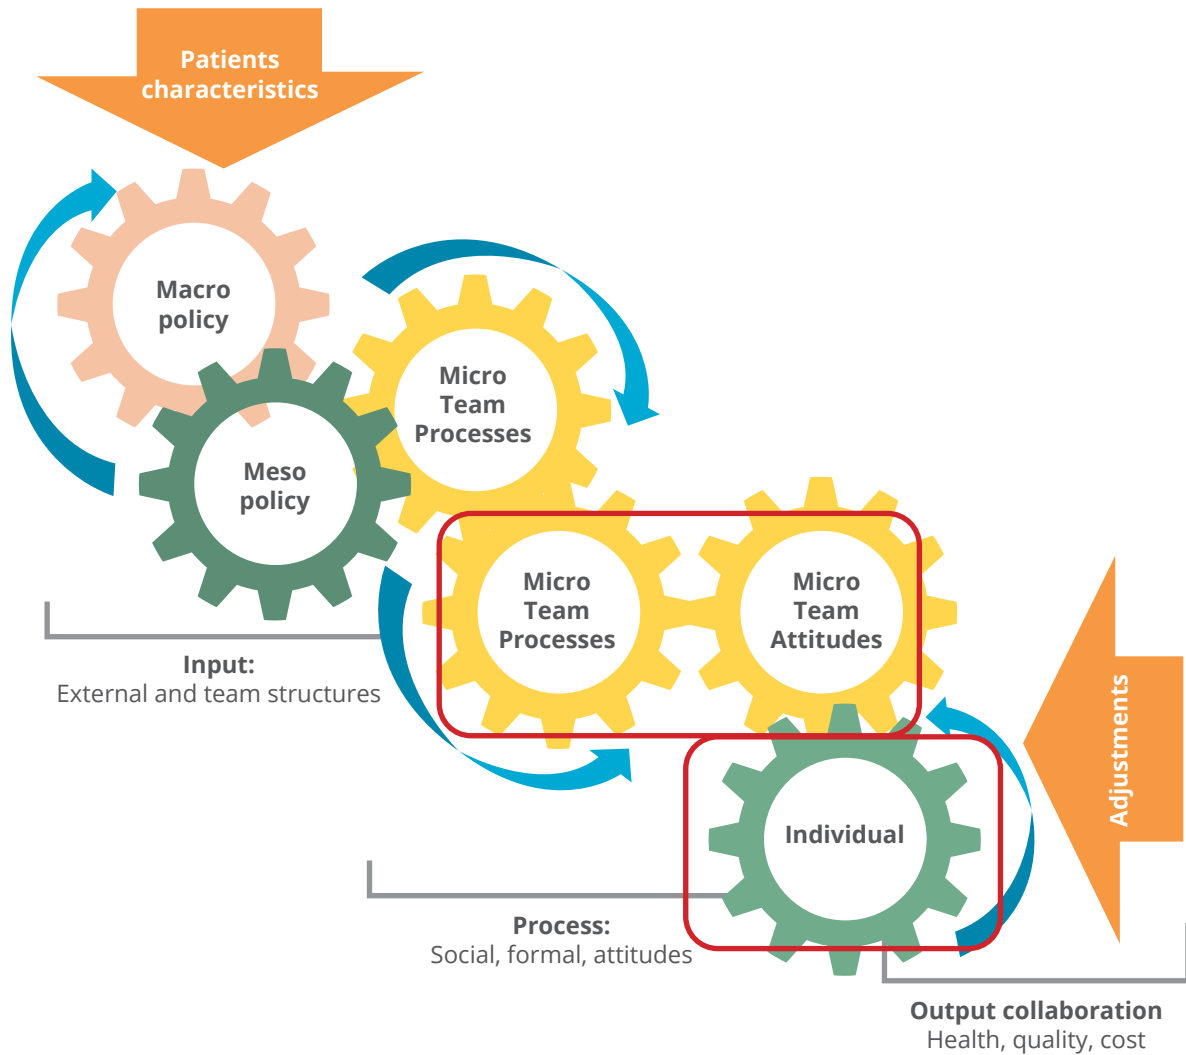 Patients
characteristics
Macro
policy
Micro
Team
Processes
Meso
policy
Micro
Team
Processes
Micro
Team
Attitudes
Input:
External and team structures
Adjustments
Individual
Process:
Social, formal, attitudes
Output collaboration
Health, quality, cost